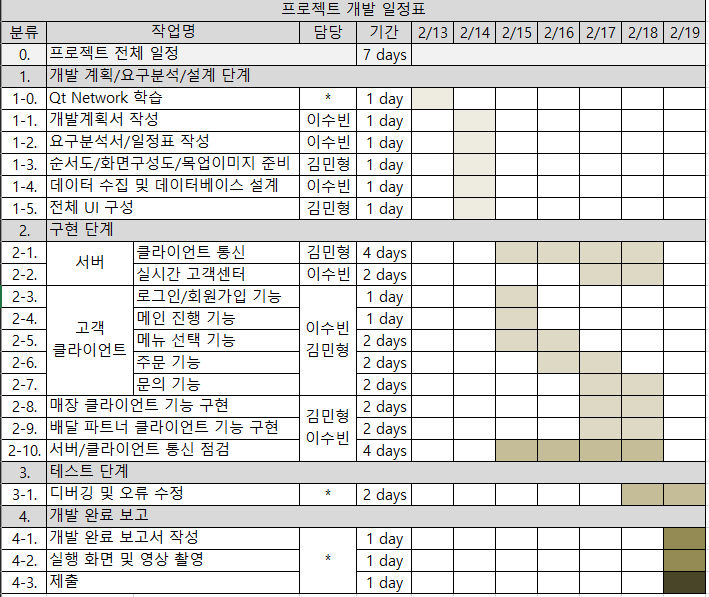 프로젝트 개발 일정표
분류 작업명 담당 기간 2/13 2/14 2/15 2/16 2/17 2/18 2/19
0. 프로젝트 전체 일정 7 days
1. 개발 계획/요구분석/설계 단계
1-0. Qt Network 학습 * 1 day
1-1. 개발계획서 작성 이수빈 1 day
1-2. 요구분석서/일정표 작성 이수빈 1 day
1-3. 순서도/화면구성도/목업이미지 준비 김민형 1 day
1-4. 데이터 수집 및 데이터베이스 설계 이수빈 1 day
1-5. 전체 UI 구성 김민형 1 day
2. 구현 단계
2-1. 서버 클라이언트 통신 김민형 4 days
2-2. 실시간 고객센터 이수빈 2 days
2-3. 고객 클라이언트 로그인/회원가입 기능 이수빈 김민형 1 day
2-4. 메인 진행 기능 1 day
2-5. 메뉴 선택 기능 2 days
2-6. 주문 기능 2 days
2-7. 문의 기능 2 days
2-8. 매장 클라이언트 기능 구현 김민형 이수빈 2 days
2-9. 배달 파트너 클라이언트 기능 구현 2 days
2-10. 서버/클라이언트 통신 점검 4 days
3. 테스트 단계
3-1. 디버깅 및 오류 수정 * 2 days
4. 개발 완료 보고
4-1. 개발 완료 보고서 작성 * 1 day
4-2. 실행 화면 및 영상 촬영 1 day
4-3. 제출 1 day